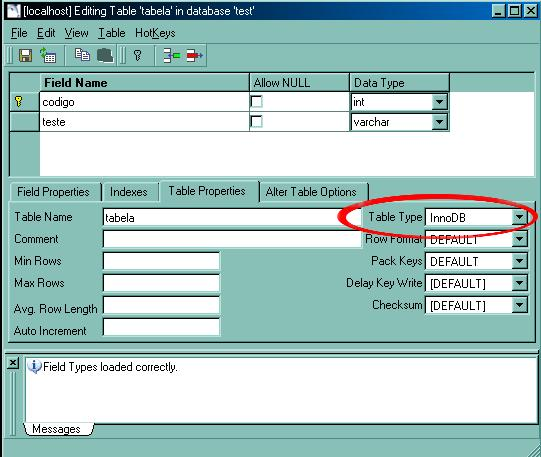 [localhost] Editing Table 'tabela' in database 'test'
File Edit View Table HotKeys
Field Name Allow NULL Data Type
codigo int
teste varchar
Field Properties Indexes Table Properties Alter Table Options
Table Name tabela Table Type InnoDB
Comment Row Format DEFAULT
Min Rows Pack Keys DEFAULT
Max Rows Delay Key Write [DEFAULT]
Avg. Row Length Checksum [DEFAULT]
Auto Increment
Field Types loaded correctly.
Messages